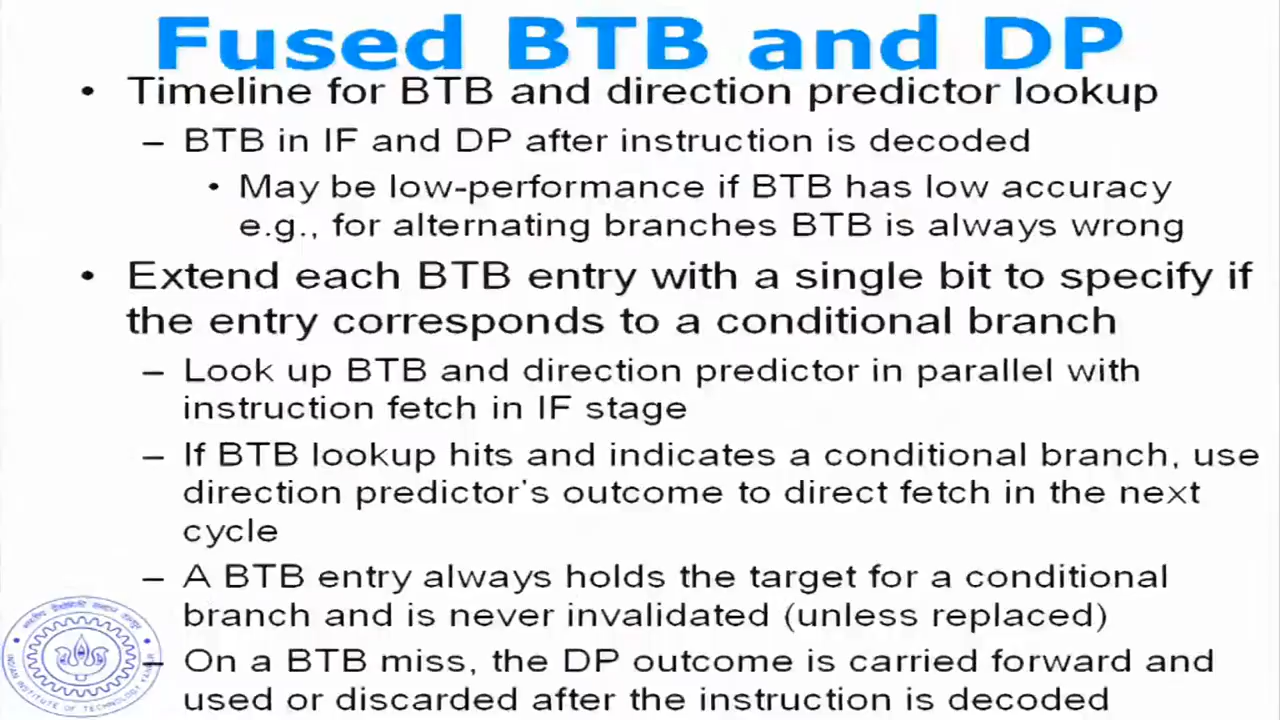 Fused BTB and DP
• Timeline for BTB and direction predictor lookup
– BTB in IF and DP after instruction is decoded
• May be low-performance if BTB has low accuracy
e.g., for alternating branches BTB is always wrong
• Extend each BTB entry with a single bit to specify if
the entry corresponds to a conditional branch
– Look up BTB and direction predictor in parallel with
instruction fetch in IF stage
– If BTB lookup hits and indicates a conditional branch, use
direction predictor's outcome to direct fetch in the next
cycle
– A BTB entry always holds the target for a conditional
branch and is never invalidated (unless replaced)
– On a BTB miss, the DP outcome is carried forward and
used or discarded after the instruction is decoded
INDIAN INSTITUTE OF TECHNOLOGY